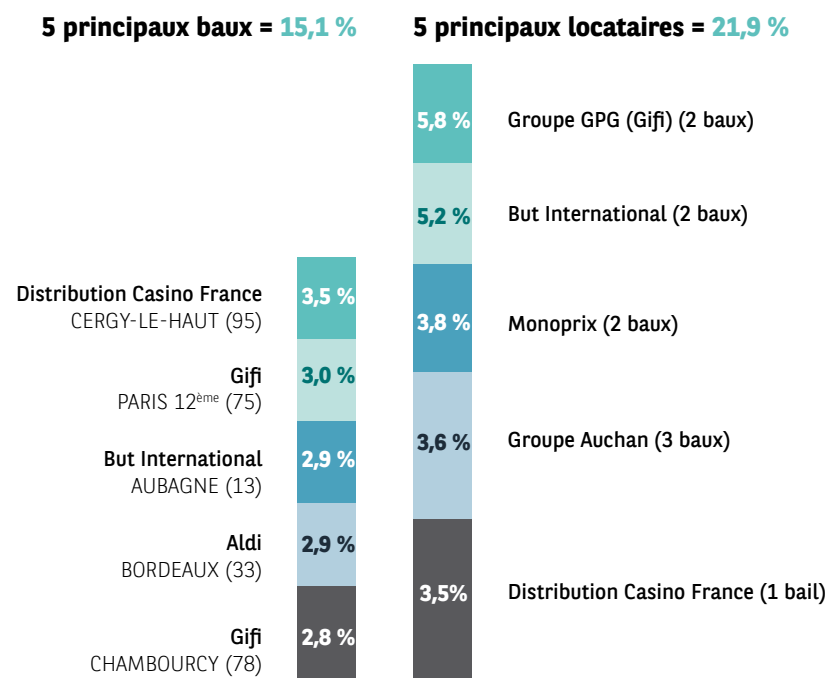 5 principaux baux = 15,1 %
3,5 %
Distribution Casino France
CERGY-LE-HAUT (95)
3,0 %
Gifi
PARIS 12ème (75)
2,9 %
But International
AUBAGNE (13)
2,9 %
Aldi
BORDEAUX (33)
2,8 %
Gifi
CHAMBOURCY (78)
5 principaux locataires = 21,9 %
5,8 %
Groupe GPG (Gifi) (2 baux)
5,2 %
But International (2 baux)
3,8 %
Monoprix (2 baux)
3,6 %
Groupe Auchan (3 baux)
3,5%
Distribution Casino France (1 bail)